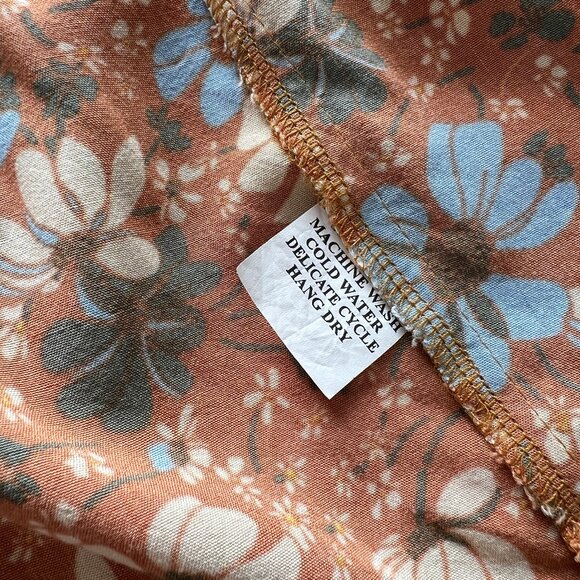 MACHINE WASH
COLD WATER
DELICATE CYCLE
HANG DRY